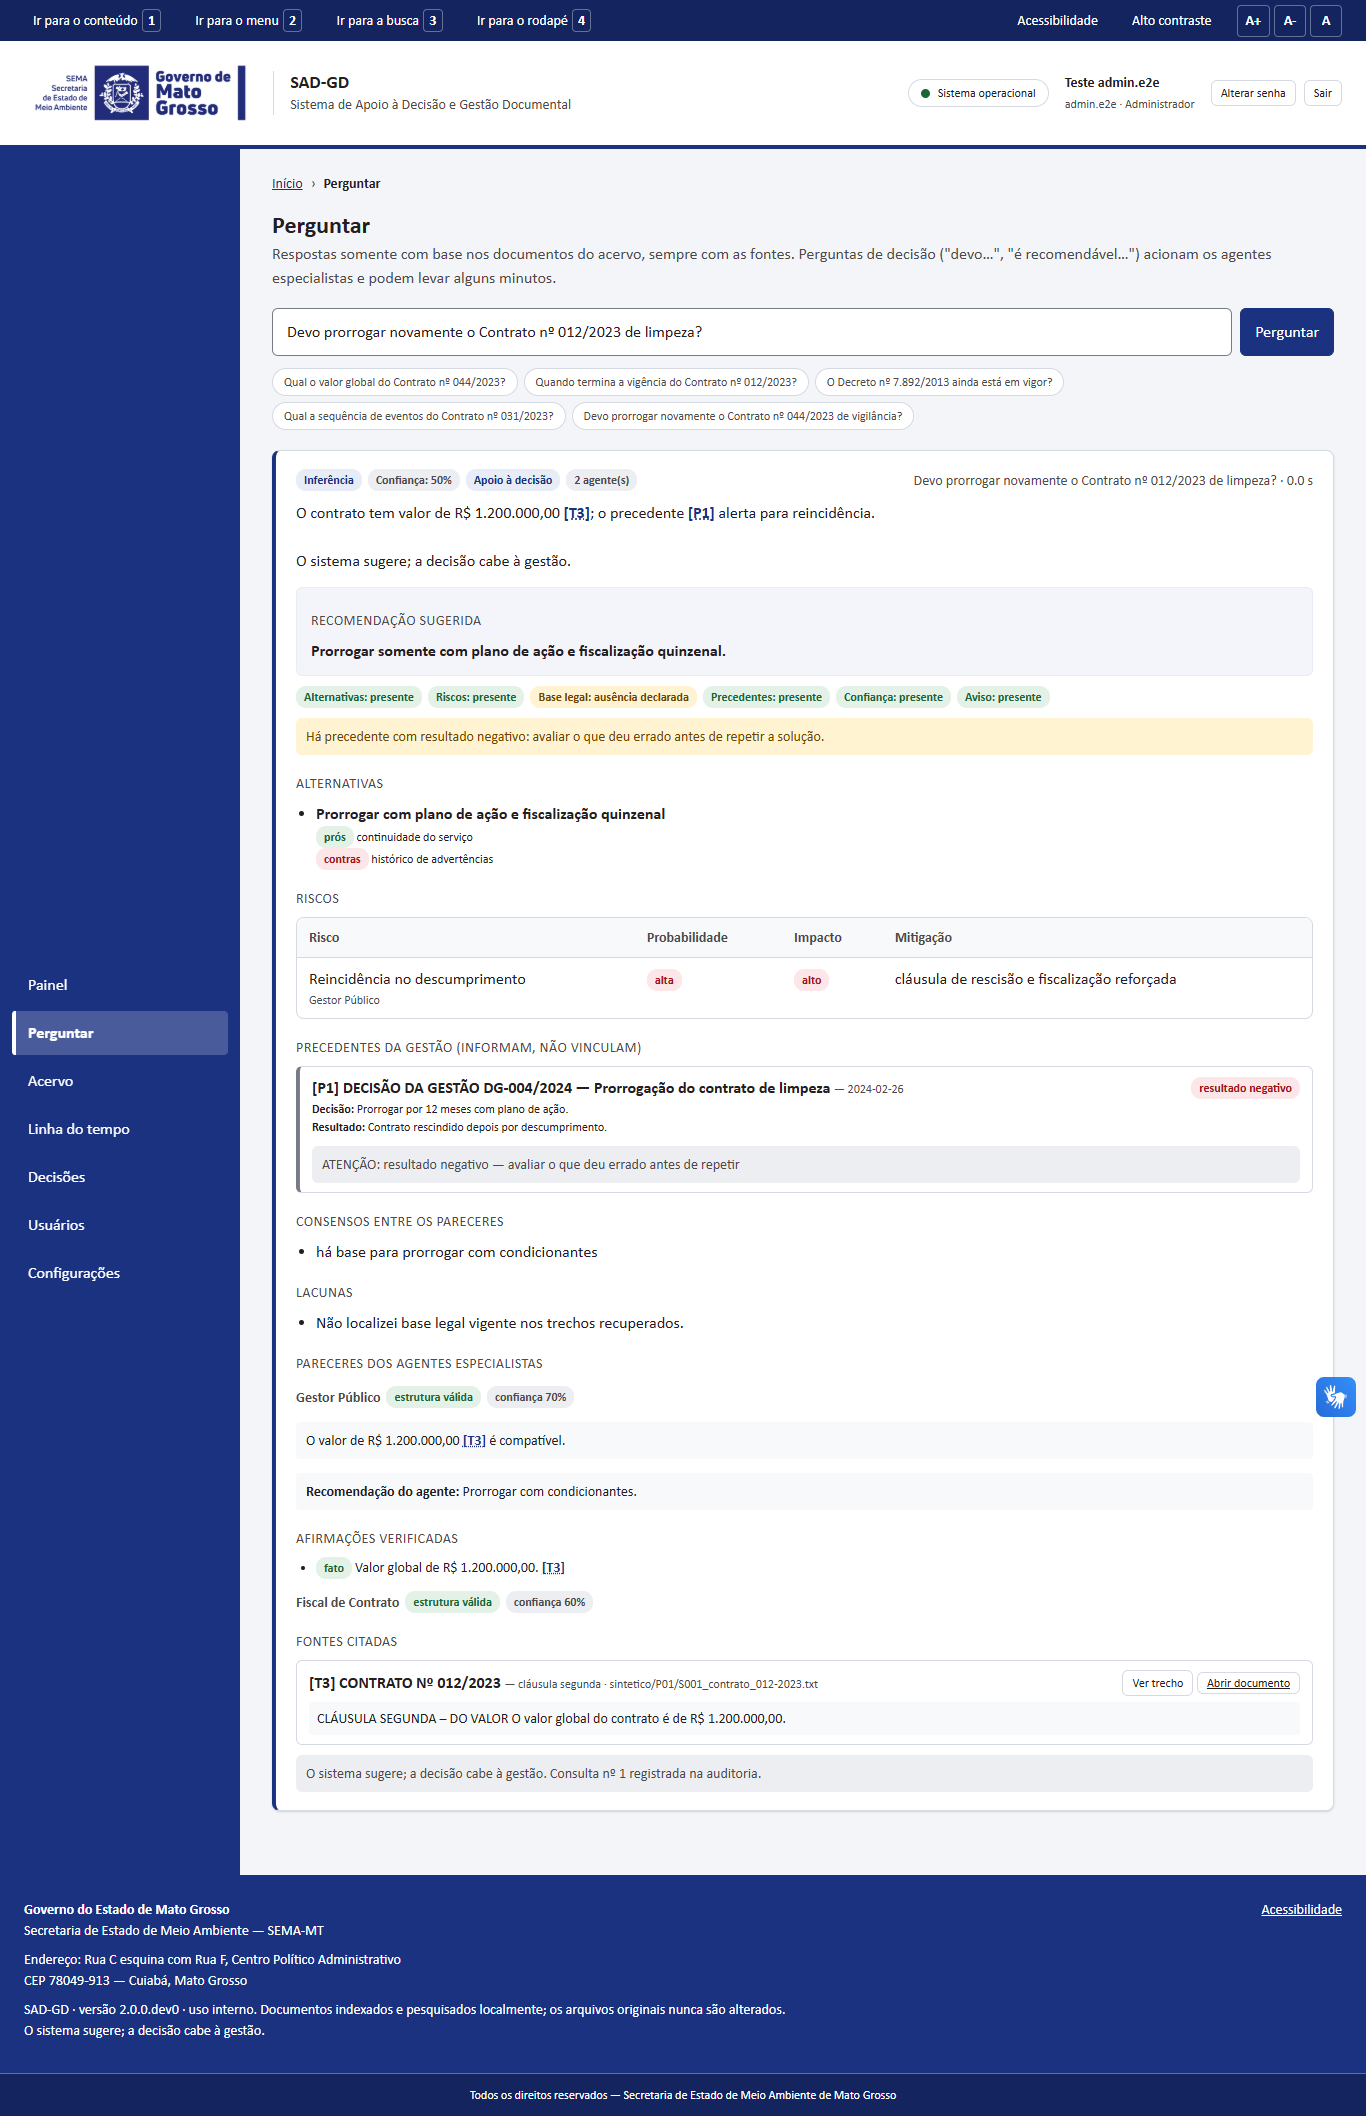 Ir para o conteúdo 1 Ir para o menu 2 Ir para a busca 3 Ir para o rodapé 4 Acessibilidade Alto contraste A+ A- A
SEMA
Secretaria
de Estado de
Meio Ambiente
Governo de
Mato
Grosso
SAD-GD
Sistema de Apoio à Decisão e Gestão Documental
Sistema operacional
Teste admin.e2e
admin.e2e · Administrador
Alterar senha
Sair
Início › Perguntar
Perguntar
Respostas somente com base nos documentos do acervo, sempre com as fontes. Perguntas de decisão ("devo...", "é recomendável...") acionam os agentes
especialistas e podem levar alguns minutos.
Devo prorrogar novamente o Contrato nº 012/2023 de limpeza?
Perguntar
Qual o valor global do Contrato nº 044/2023? Quando termina a vigência do Contrato nº 012/2023? O Decreto nº 7.892/2013 ainda está em vigor?
Qual a sequência de eventos do Contrato nº 031/2023? Devo prorrogar novamente o Contrato nº 044/2023 de vigilância?
Inferência Confiança: 50% Apoio à decisão 2 agente(s) Devo prorrogar novamente o Contrato nº 012/2023 de limpeza? · 0.0 s
O contrato tem valor de R$ 1.200.000,00 [T3]; o precedente [P1] alerta para reincidência.
O sistema sugere; a decisão cabe à gestão.
RECOMENDAÇÃO SUGERIDA
Prorrogar somente com plano de ação e fiscalização quinzenal.
Alternativas: presente Riscos: presente Base legal: ausência declarada Precedentes: presente Confiança: presente Aviso: presente
Há precedente com resultado negativo: avaliar o que deu errado antes de repetir a solução.
ALTERNATIVAS
• Prorrogar com plano de ação e fiscalização quinzenal
prós continuidade do serviço
contras histórico de advertências
RISCOS
Risco Probabilidade Impacto Mitigação
Reincidência no descumprimento alta alto cláusula de rescisão e fiscalização reforçada
Gestor Público
PRECEDENTES DA GESTÃO (INFORMAM, NÃO VINCULAM)
[P1] DECISÃO DA GESTÃO DG-004/2024 — Prorrogação do contrato de limpeza — 2024-02-26 resultado negativo
Decisão: Prorrogar por 12 meses com plano de ação.
Resultado: Contrato rescindido depois por descumprimento.
ATENÇÃO: resultado negativo — avaliar o que deu errado antes de repetir
CONSENSOS ENTRE OS PARECERES
• há base para prorrogar com condicionantes
LACUNAS
• Não localizei base legal vigente nos trechos recuperados.
PARECERES DOS AGENTES ESPECIALISTAS
Gestor Público estrutura válida confiança 70%
O valor de R$ 1.200.000,00 [T3] é compatível.
Recomendação do agente: Prorrogar com condicionantes.
AFIRMAÇÕES VERIFICADAS
• fato Valor global de R$ 1.200.000,00. [T3]
Fiscal de Contrato estrutura válida confiança 60%
FONTES CITADAS
[T3] CONTRATO Nº 012/2023 — cláusula segunda · sintetico/P01/S001_contrato_012-2023.txt Ver trecho Abrir documento
CLÁUSULA SEGUNDA – DO VALOR O valor global do contrato é de R$ 1.200.000,00.
O sistema sugere; a decisão cabe à gestão. Consulta nº 1 registrada na auditoria.
Painel
Perguntar
Acervo
Linha do tempo
Decisões
Usuários
Configurações
Governo do Estado de Mato Grosso
Secretaria de Estado de Meio Ambiente — SEMA-MT
Endereço: Rua C esquina com Rua F, Centro Político Administrativo
CEP 78049-913 — Cuiabá, Mato Grosso
SAD-GD · versão 2.0.0.dev0 · uso interno. Documentos indexados e pesquisados localmente; os arquivos originais nunca são alterados.
O sistema sugere; a decisão cabe à gestão.
Acessibilidade
Todos os direitos reservados — Secretaria de Estado de Meio Ambiente de Mato Grosso